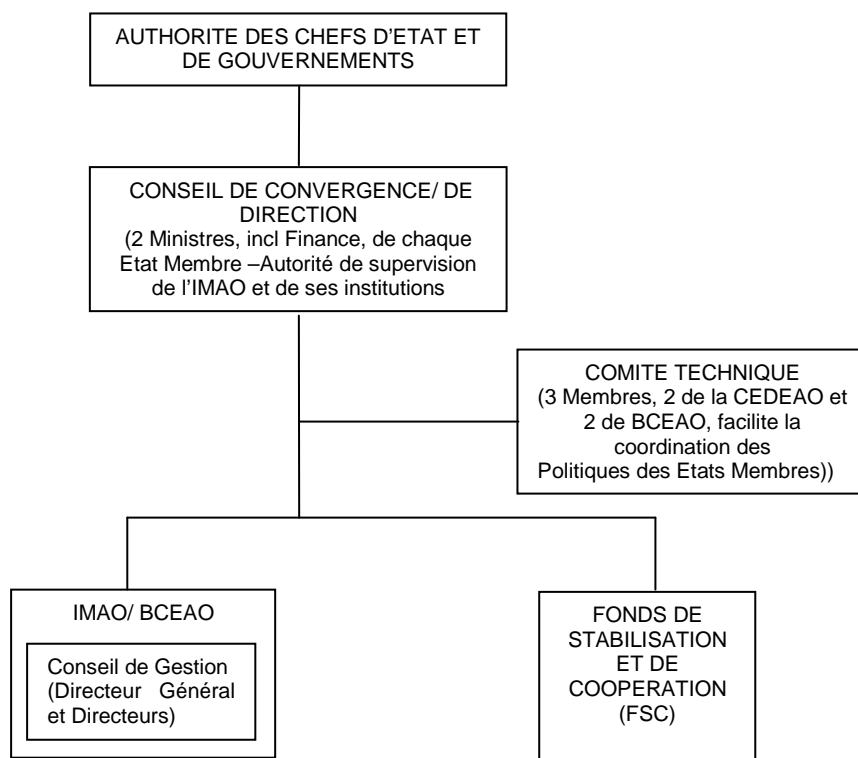 AUTHORITE DES CHEFS D'ETAT ET
DE GOUVERNEMENTS
CONSEIL DE CONVERGENCE/ DE
DIRECTION
(2 Ministres, incl Finance, de chaque
Etat Membre –Autorité de supervision
de l'IMAO et de ses institutions
COMITE TECHNIQUE
(3 Membres, 2 de la CEDEAO et
2 de BCEAO, facilite la
coordination des
Politiques des Etats Membres))
IMAO/ BCEAO
Conseil de Gestion
(Directeur Général
et Directeurs)
FONDS DE
STABILISATION
ET DE
COOPERATION
(FSC)